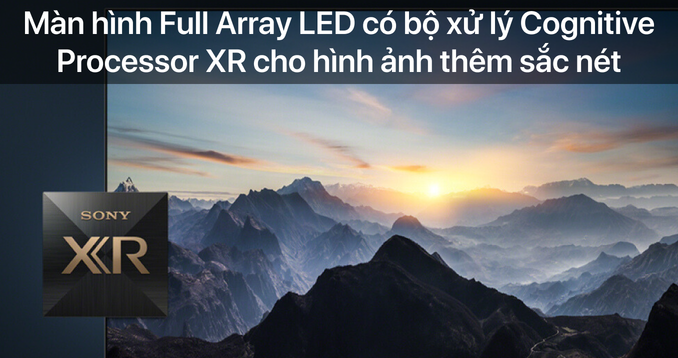 Màn hình Full Array LED có bộ xử lý Cognitive
Processor XR cho hình ảnh thêm sắc nét
SONY
XR